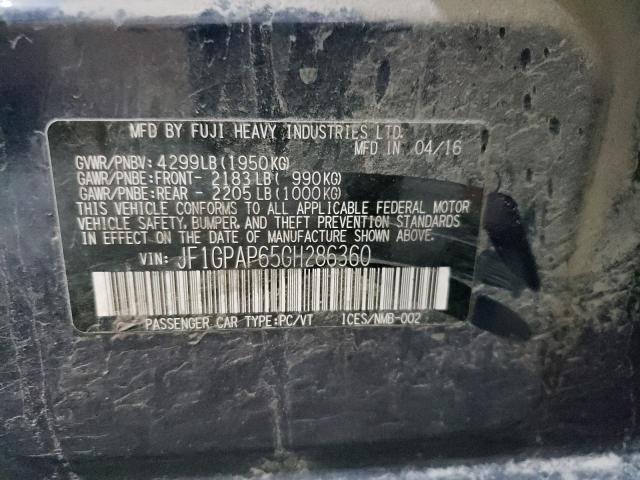 MFD BY FUJI HEAVY INDUSTRIES LTD.
MFD IN 04/16
GVWR/PNBV: 4299LB(1950KG)
GAWR/PNBE:FRONT- 2183LB( 990KG)
GAWR/PNBE:REAR - 2205LB(1000KG)
THIS VEHICLE CONFORMS TO ALL APPLICABLE FEDERAL MOTOR
VEHICLE SAFETY, BUMPER, AND THEFT PREVENTION STANDARDS
IN EFFECT ON THE DATE OF MANUFACTURE SHOWN ABOVE.
VIN: JF1GPAP65GH286360
PASSENGER CAR TYPE:PC/VT ICES/NMB-002